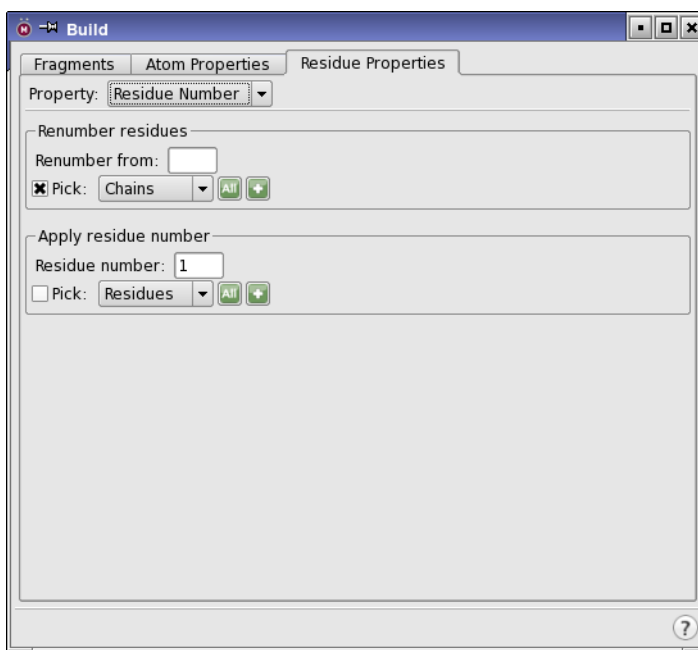 Build
Fragments Atom Properties Residue Properties
Property: Residue Number
Renumber residues
Renumber from:
Pick: Chains All +
Apply residue number
Residue number: 1
Pick: Residues All +
?